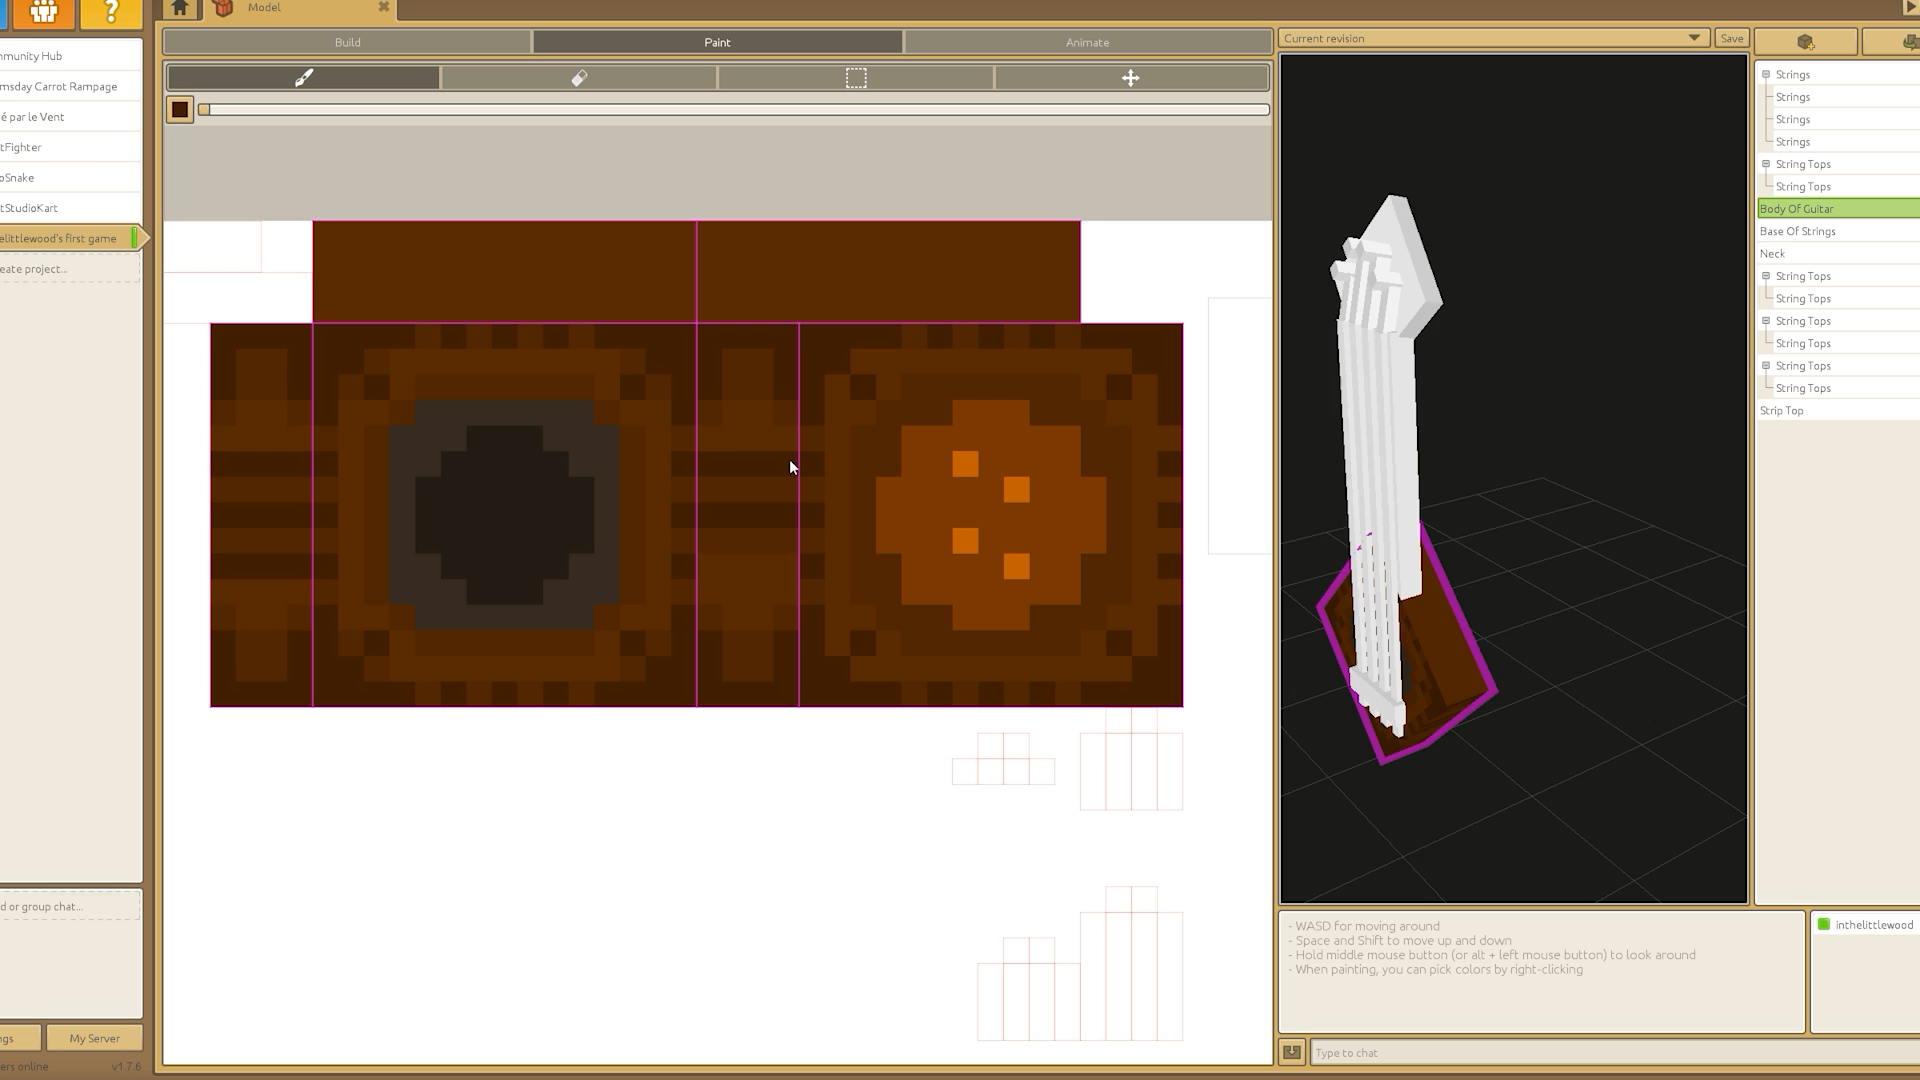 ?
Model
Build
Paint
Animate
Current revision
Save
mmunity Hub
msday Carrot Rampage
é par le Vent
tFighter
oSnake
tStudioKart
elittlewood's first game
eate project...
d or group chat...
ngs
My Server
ers online
v1.7.6
Strings
Strings
Strings
Strings
String Tops
String Tops
Body Of Guitar
Base Of Strings
Neck
String Tops
String Tops
String Tops
String Tops
String Tops
String Tops
Strip Top
- WASD for moving around
- Space and Shift to move up and down
- Hold middle mouse button (or alt + left mouse button) to look around
- When painting, you can pick colors by right-clicking
inthelittlewood
Type to chat